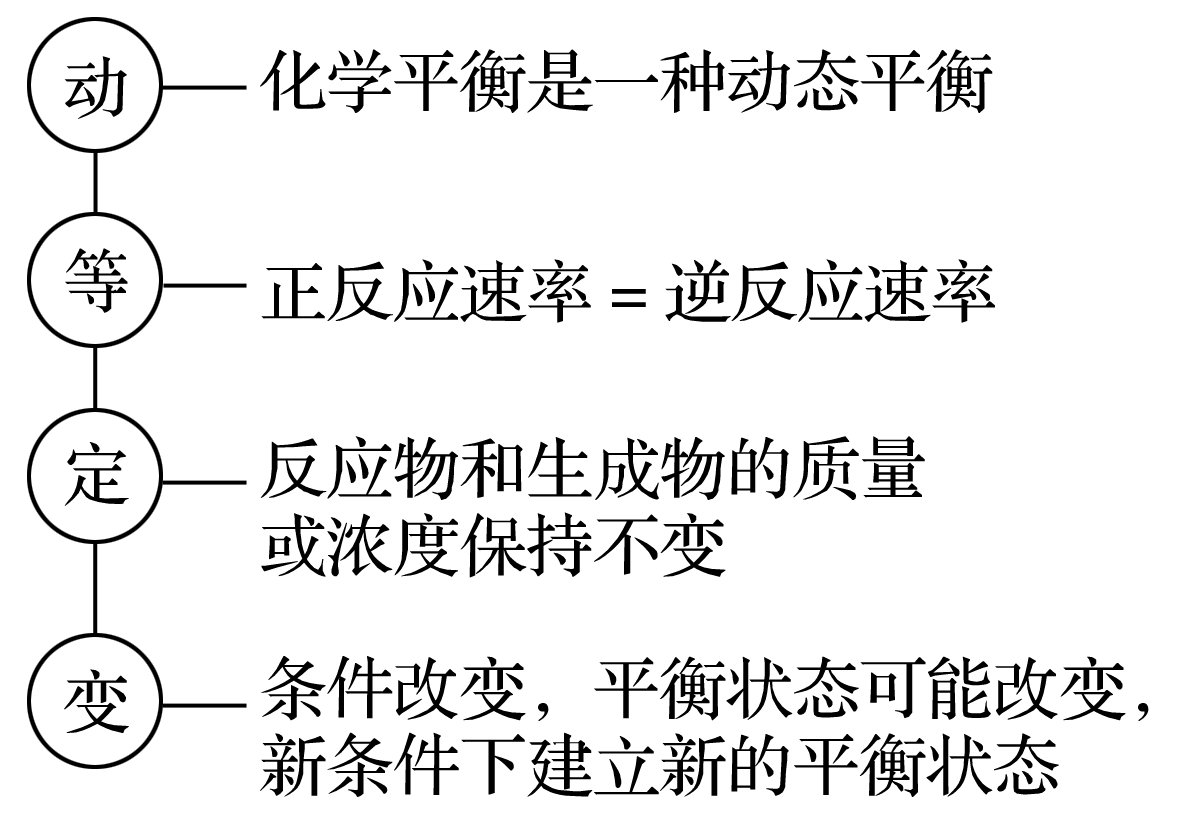 动
化学平衡是一种动态平衡
等
正反应速率 = 逆反应速率
定
反应物和生成物的质量
或浓度保持不变
变
条件改变，平衡状态可能改变，
新条件下建立新的平衡状态